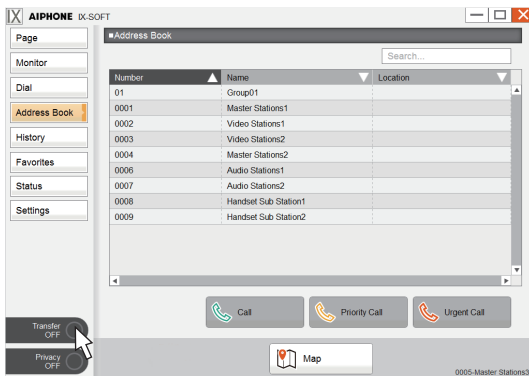 IX AIPHONE IX-SOFT
Page
Monitor
Dial
Address Book
History
Favorites
Status
Settings
Transfer
OFF
Privacy
OFF
■Address Book
Search...
Number Name Location
01 Group01
0001 Master Stations1
0002 Video Stations1
0003 Video Stations2
0004 Master Stations2
0006 Audio Stations1
0007 Audio Stations2
0008 Handset Sub Station1
0009 Handset Sub Station2
Call Priority Call Urgent Call
Map
0005-Master Stations3